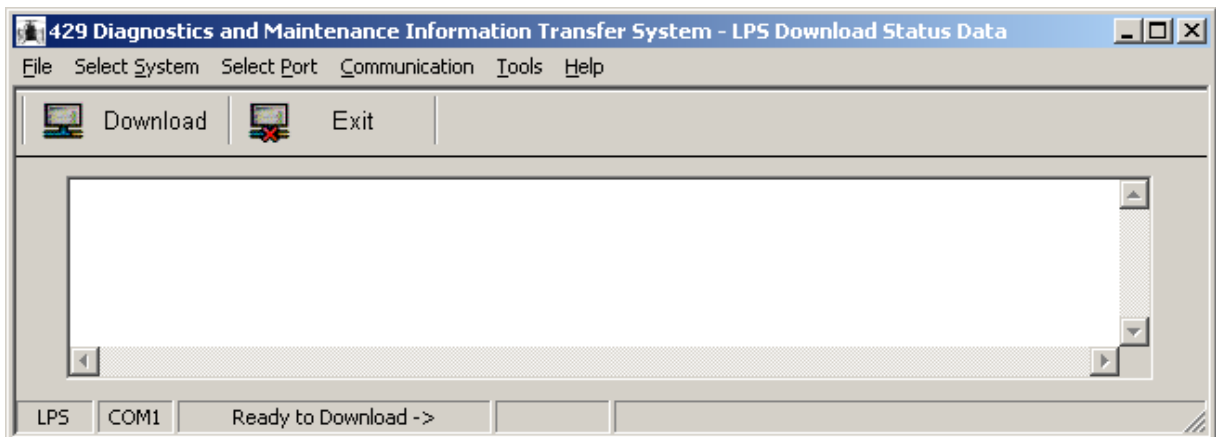 429 Diagnostics and Maintenance Information Transfer System - LPS Download Status Data
File Select System Select Port Communication Tools Help
Download Exit
LPS COM1 Ready to Download ->